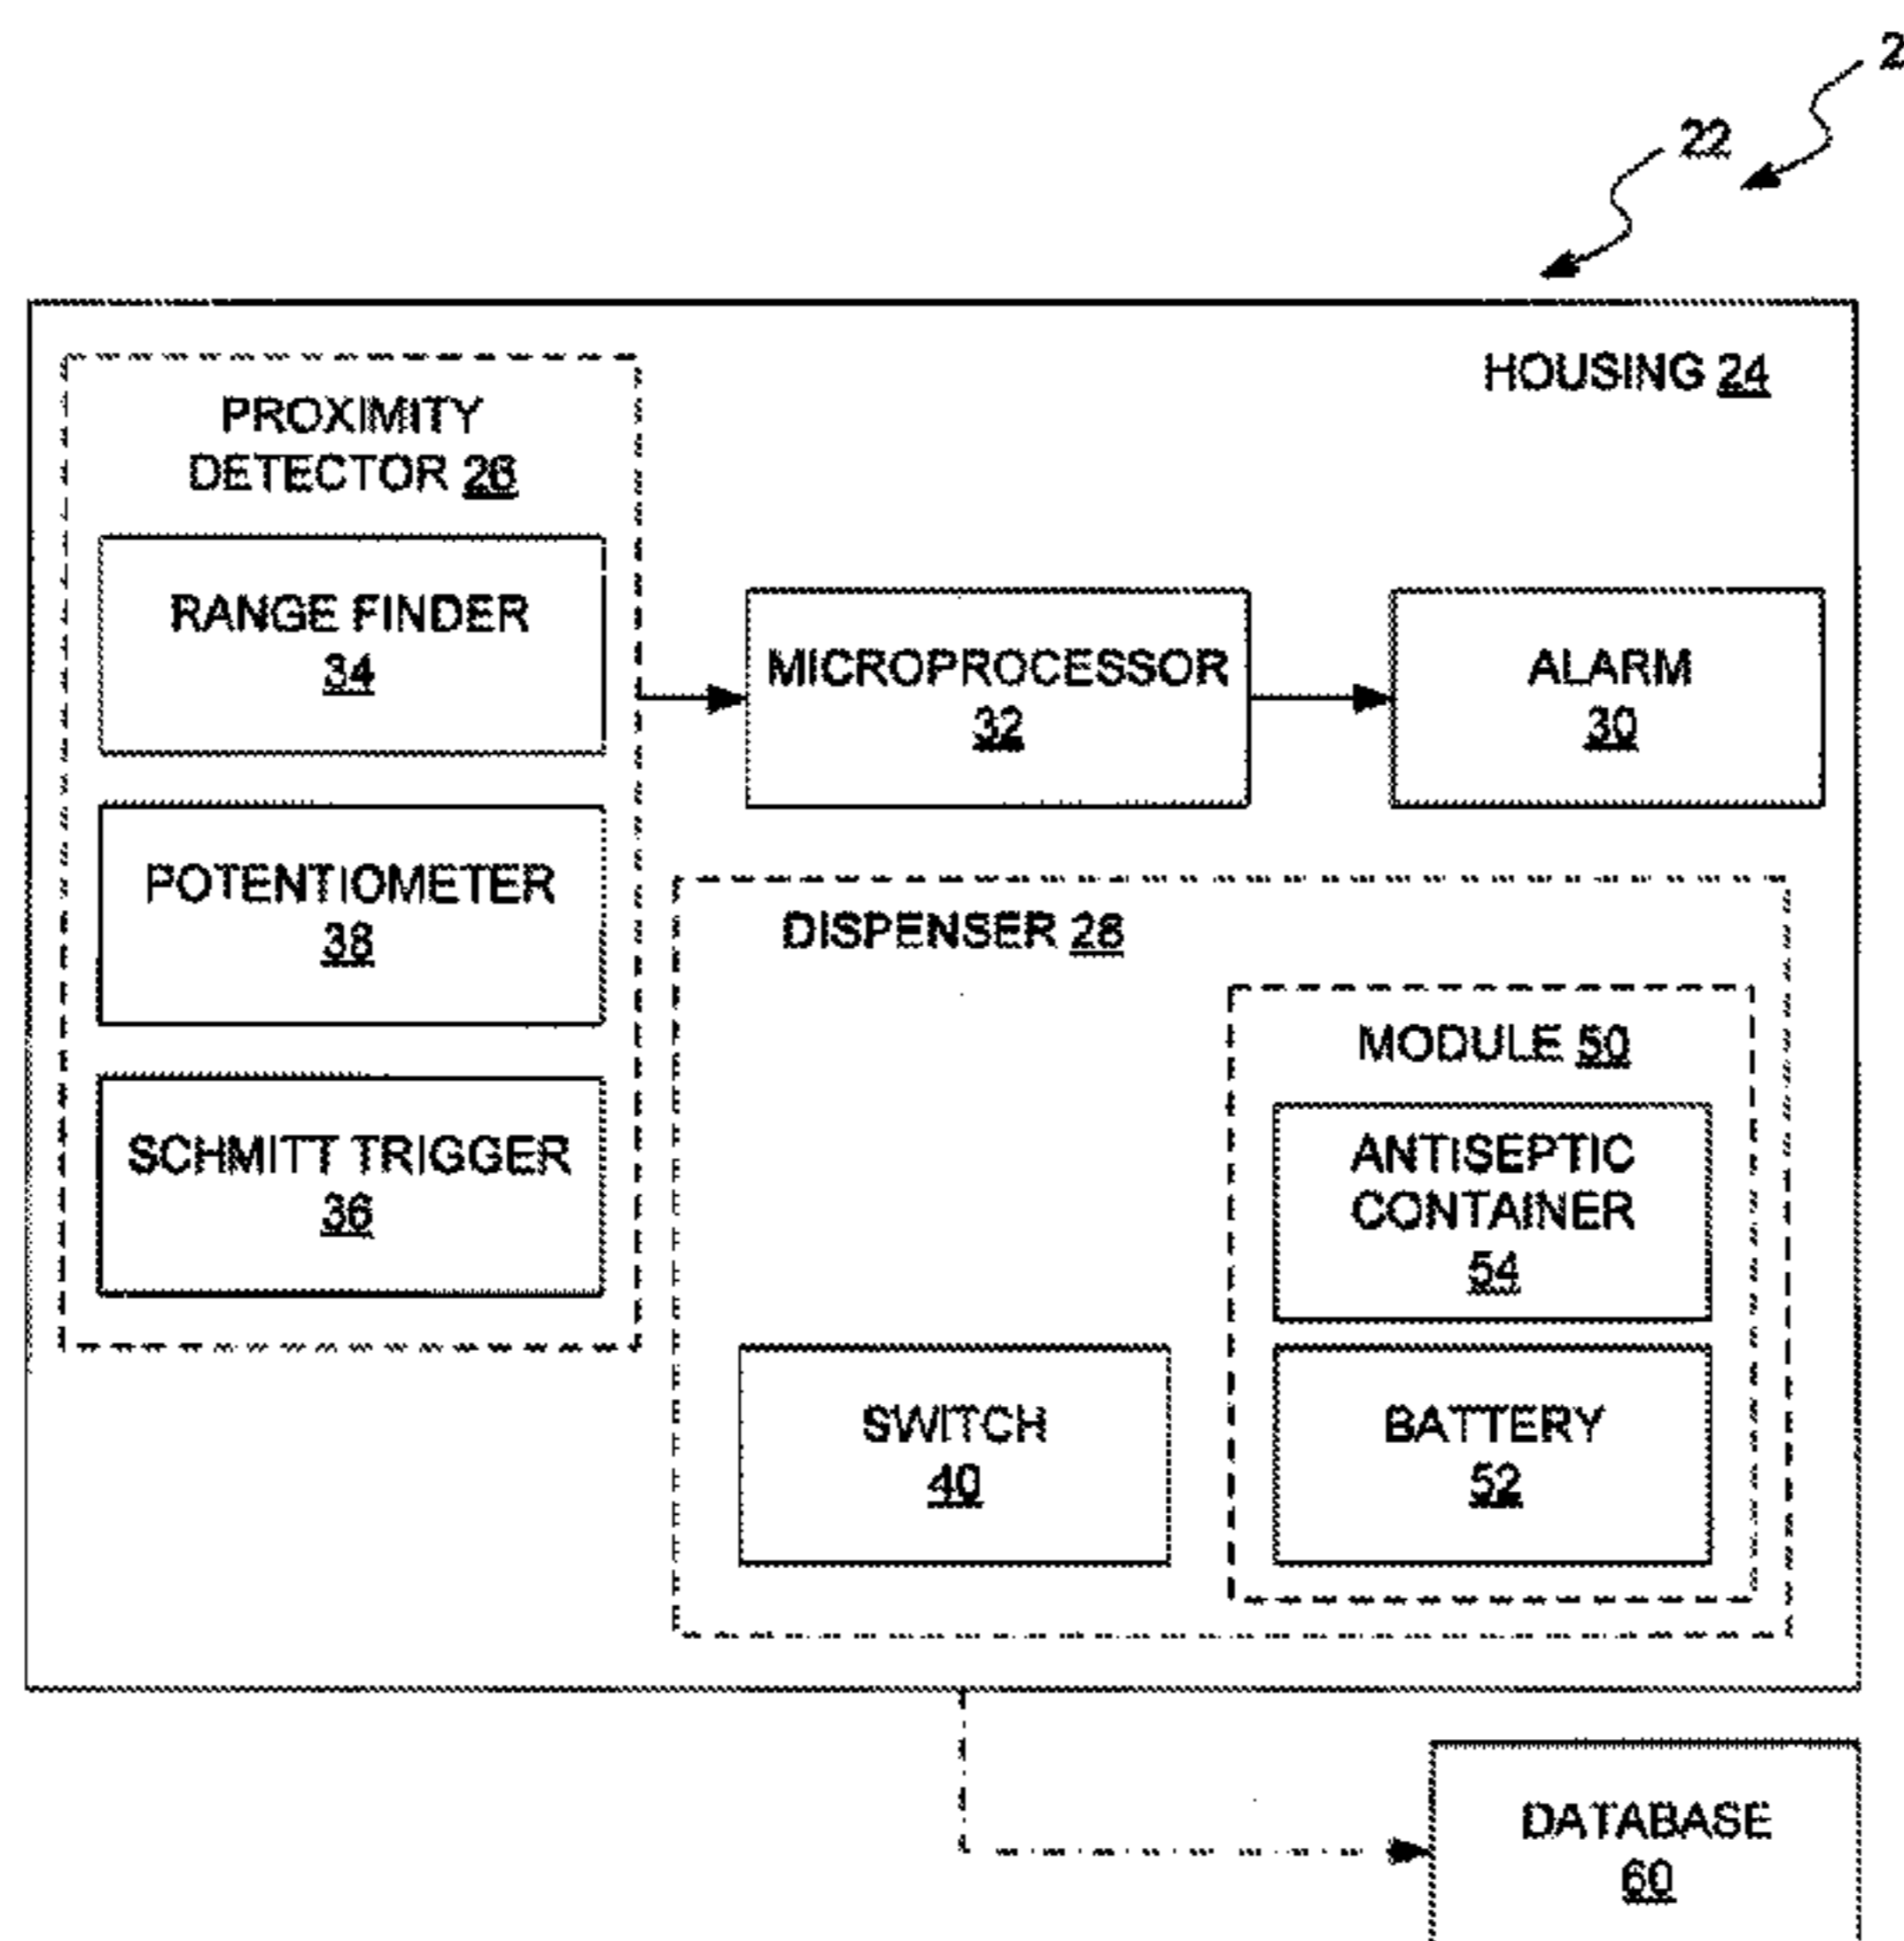 2
22
HOUSING 24
PROXIMITY
DETECTOR 26
RANGE FINDER
34
MICROPROCESSOR
32
ALARM
30
POTENTIOMETER
38
DISPENSER 28
MODULE 50
SCHMITT TRIGGER
36
ANTISEPTIC
CONTAINER
54
SWITCH
40
BATTERY
52
DATABASE
60